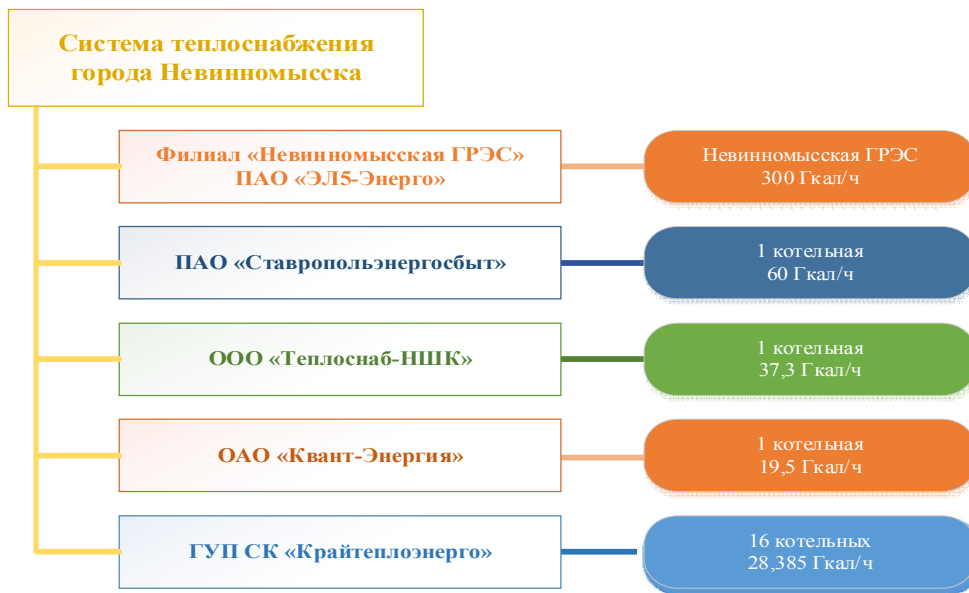 Система теплоснабжения
города Невинномысска
Филиал «Невинномысская ГРЭС»
ПАО «ЭЛ5-Энерго»
Невинномысская ГРЭС
300 Гкал/ч
ПАО «Ставропольэнергосбыт»
1 котельная
60 Гкал/ч
ООО «Теплоснаб-НШК»
1 котельная
37,3 Гкал/ч
ОАО «Квант-Энергия»
1 котельная
19,5 Гкал/ч
ГУП СК «Крайтеплоэнерго»
16 котельных
28,385 Гкал/ч